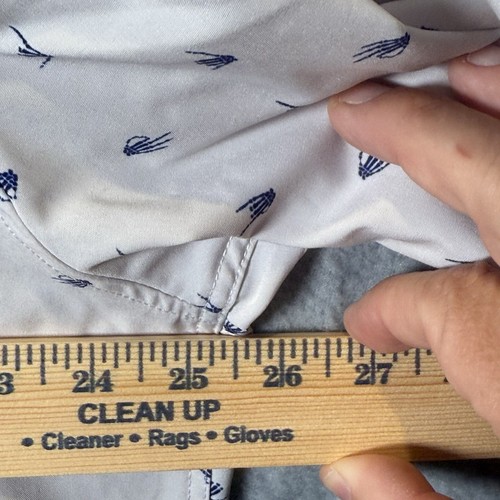 3 24 25 26 27
CLEAN UP
• Cleaner • Rags • Gloves